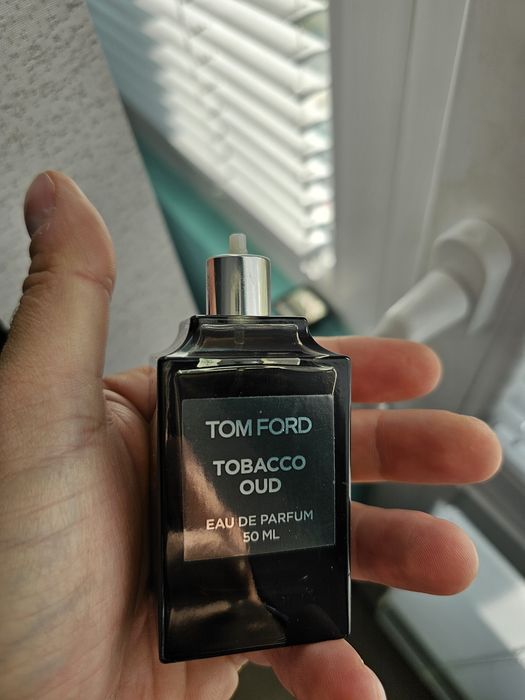 TOM FORD
TOBACCO
OUD
EAU DE PARFUM
50 ML